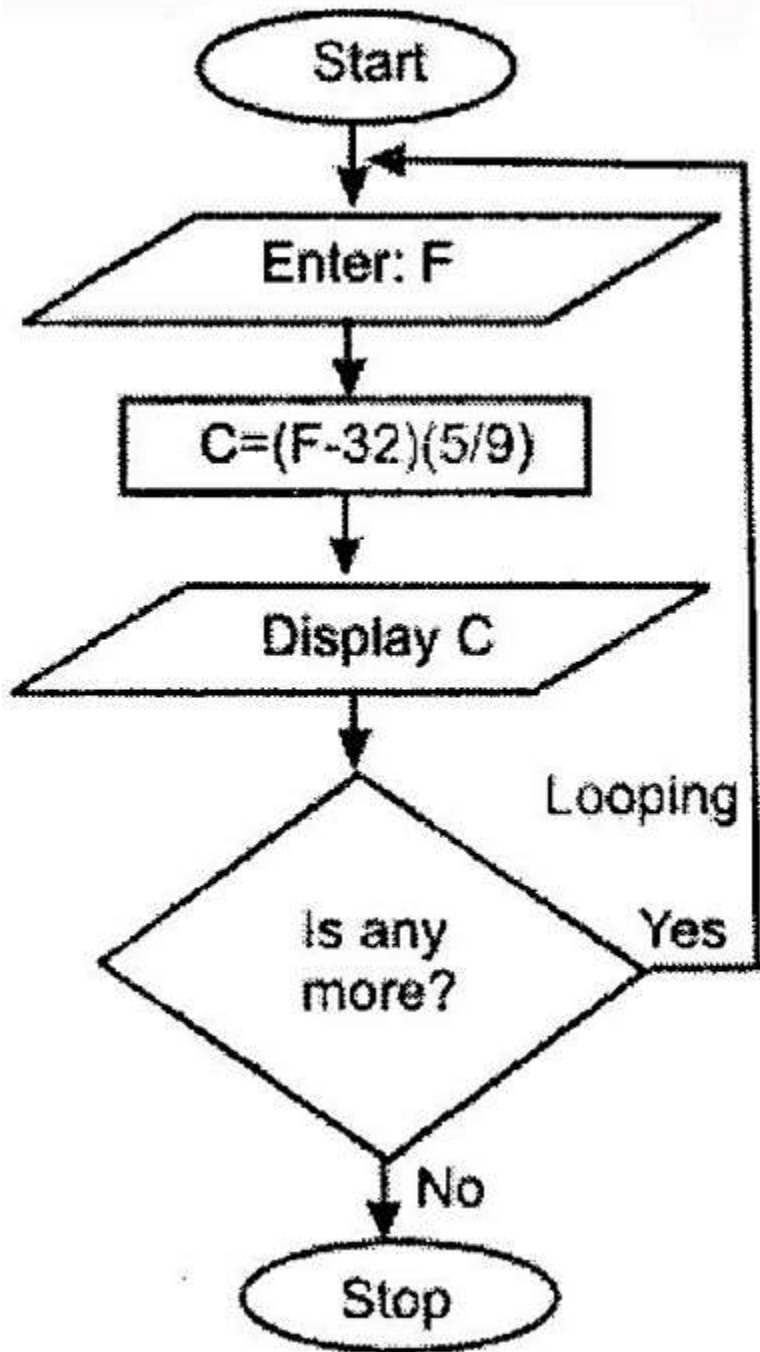 Start
Enter: F
C=(F-32)(5/9)
Display C
Looping
Is any
more?
Yes
No
Stop